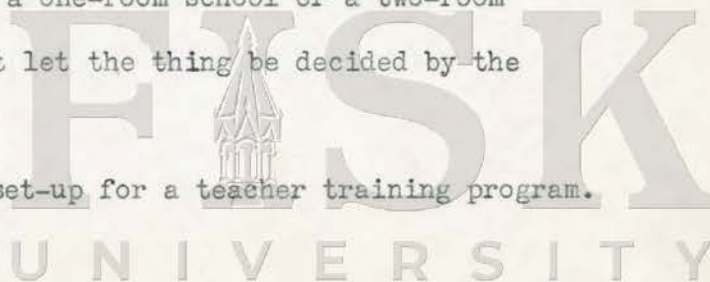 a one-room school or a two-room
let the thing be decided by the
set-up for a teacher training program.
FISK
UNIVERSITY